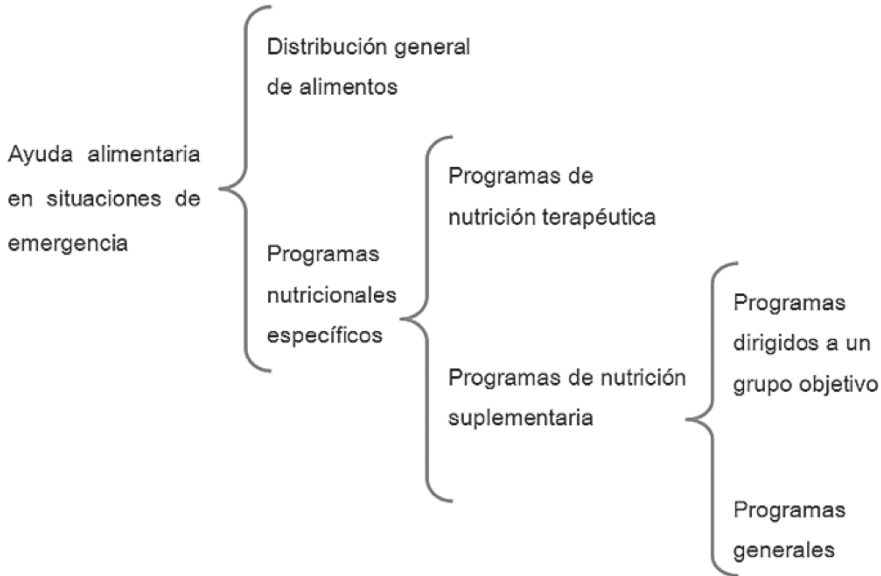 Ayuda alimentaria
en situaciones de
emergencia
Distribución general
de alimentos
Programas
nutricionales
específicos
Programas de
nutrición terapéutica
Programas de nutrición
suplementaria
Programas
dirigidos a un
grupo objetivo
Programas
generales